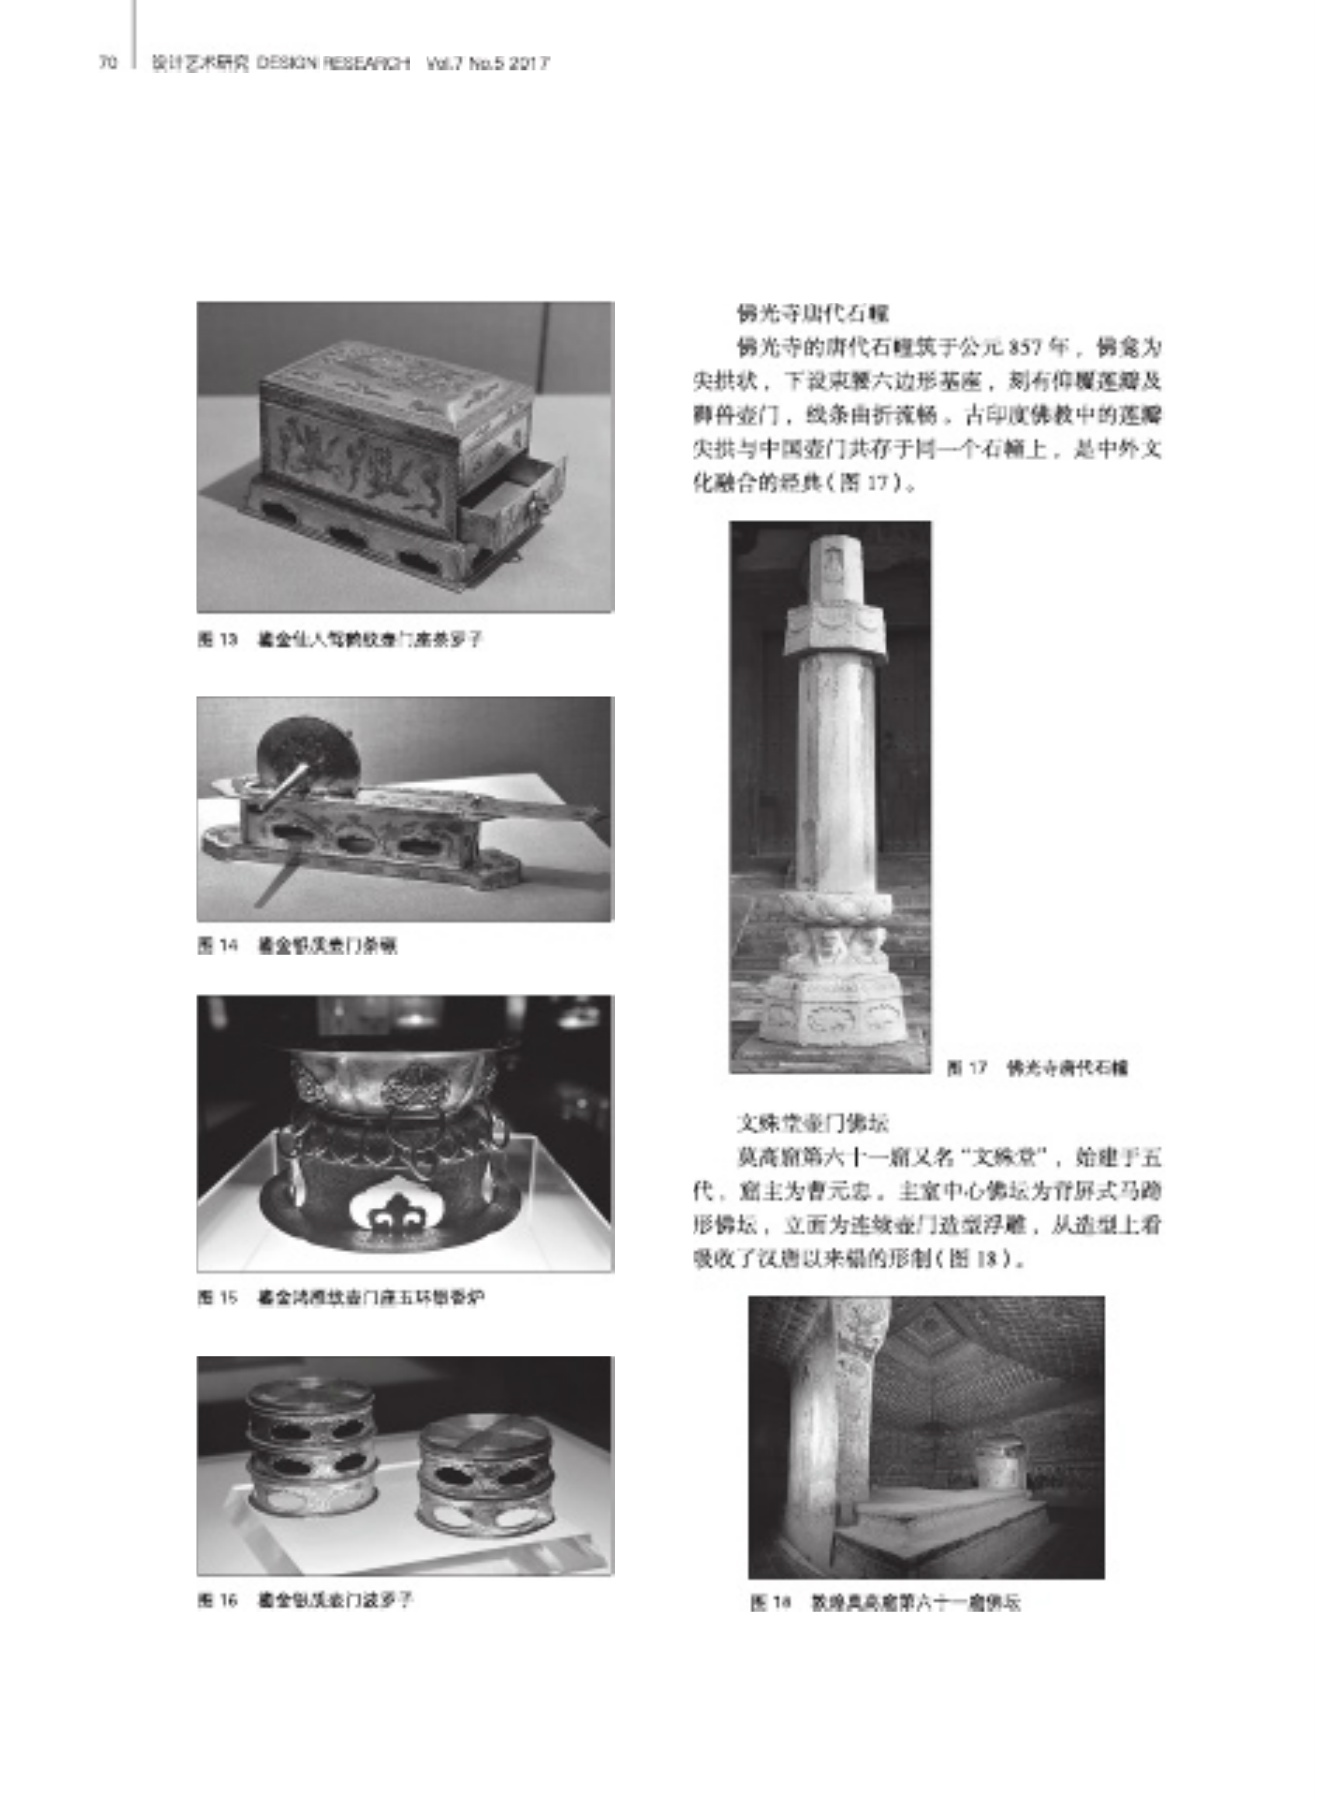 70 设计艺术研究 DESIGN RESEARCH Vol.7 No.5 2017
图 13 鎏金仙人驾鹤纹壶门座茶罗子
图 14 鎏金银质壶门茶碾
图 15 鎏金鸿雁纹壶门座五环银香炉
图 16 鎏金银质壶门波罗子
佛光寺唐代石幢
佛光寺的唐代石幢筑于公元 857 年，佛龛为
尖拱状，下设束腰六边形基座，刻有仰覆莲瓣及
狮兽壶门，线条曲折流畅。古印度佛教中的莲瓣
尖拱与中国壶门共存于同一个石幢上，是中外文
化融合的经典（图 17）。
图 17 佛光寺唐代石幢
文殊堂壶门佛坛
莫高窟第六十一窟又名“文殊堂”，始建于五
代，窟主为曹元忠。主室中心佛坛为背屏式马蹄
形佛坛，立面为连续壶门造型浮雕，从造型上看
吸收了汉唐以来榻的形制（图 18）。
图 18 敦煌莫高窟第六十一窟佛坛